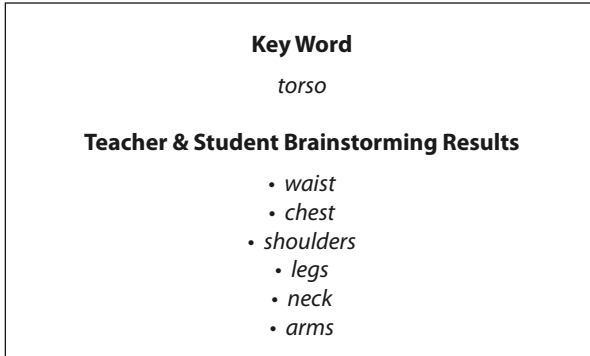 Key Word
torso
Teacher & Student Brainstorming Results
• waist
• chest
• shoulders
• legs
• neck
• arms